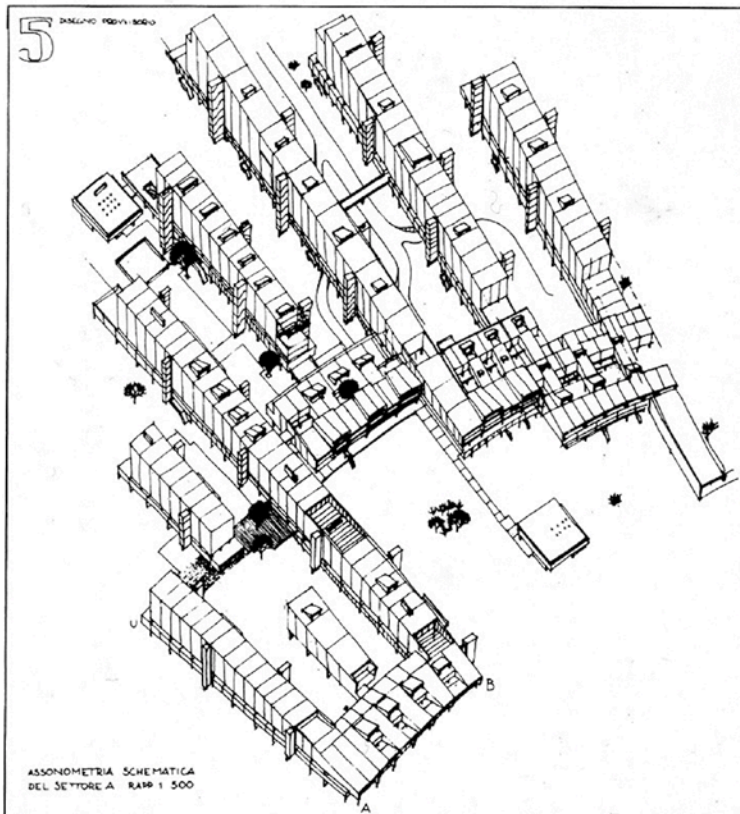 5
DISEGNO PROVVISORIO
U
B
ASSONOMETRIA SCHEMATICA
DEL SETTORE A RAPP 1 500
A